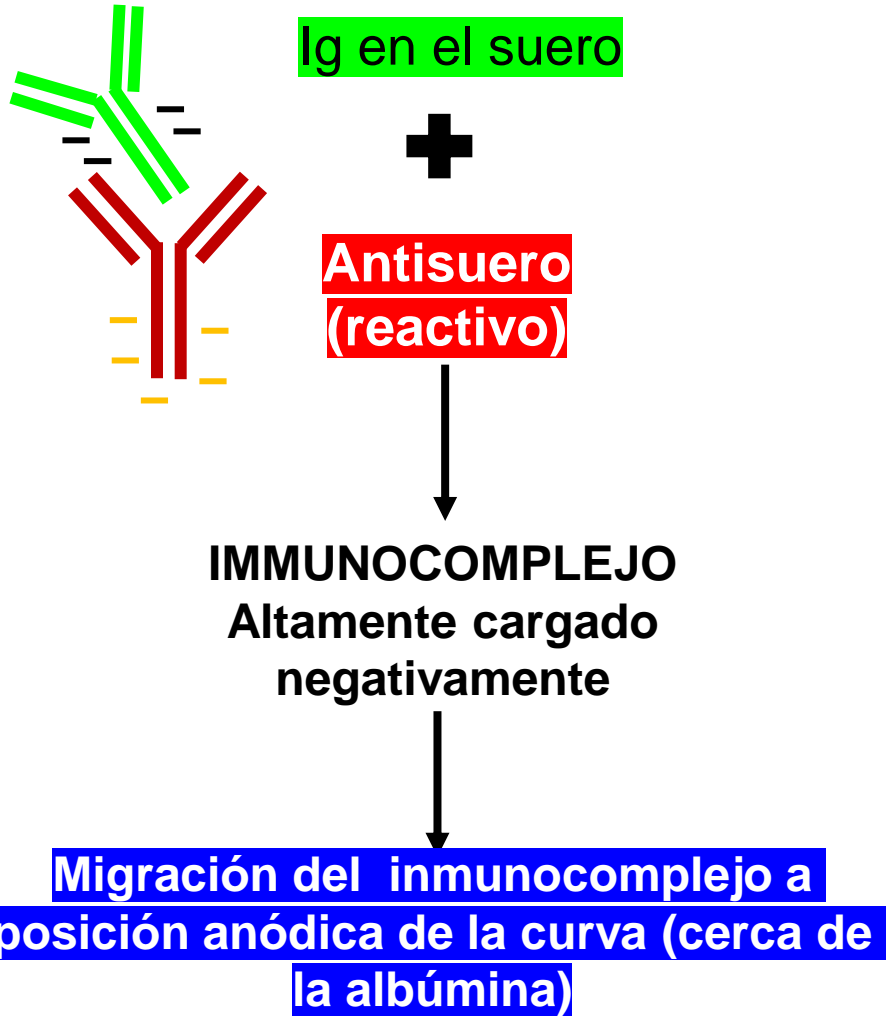 Ig en el suero
Antisuero
(reactivo)
IMMUNOCOMPLEJO
Altamente cargado
negativamente
Migración del inmunocomplejo a
posición anódica de la curva (cerca de
la albúmina)